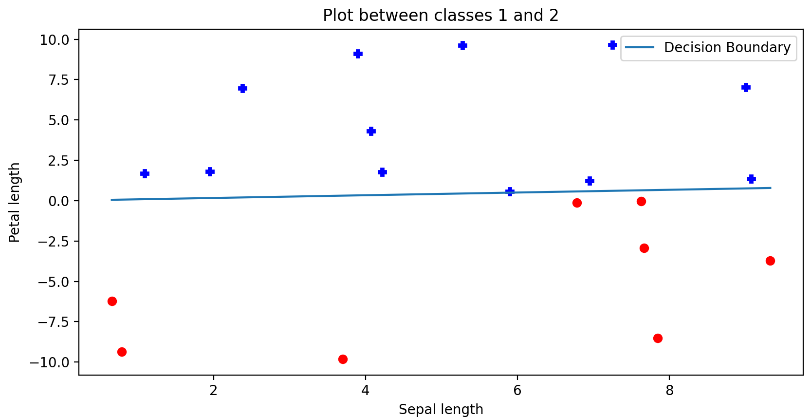 Plot between classes 1 and 2
Decision Boundary
10.0
7.5
5.0
2.5
0.0
−2.5
−5.0
−7.5
−10.0
Petal length
2 4 6 8
Sepal length